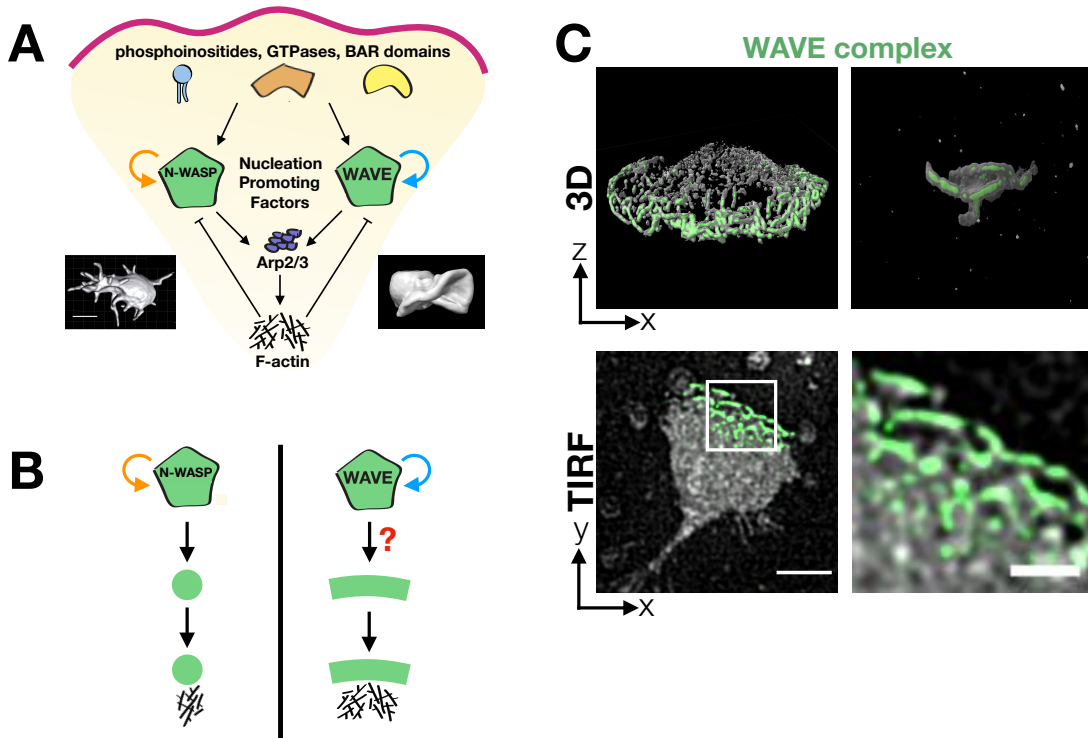 A
phosphoinositides, GTPases, BAR domains
N-WASP
Nucleation
Promoting
Factors
WAVE
Arp2/3
F-actin
B
N-WASP
WAVE
?
C
WAVE complex
3D
z
x
TIRF
y
x